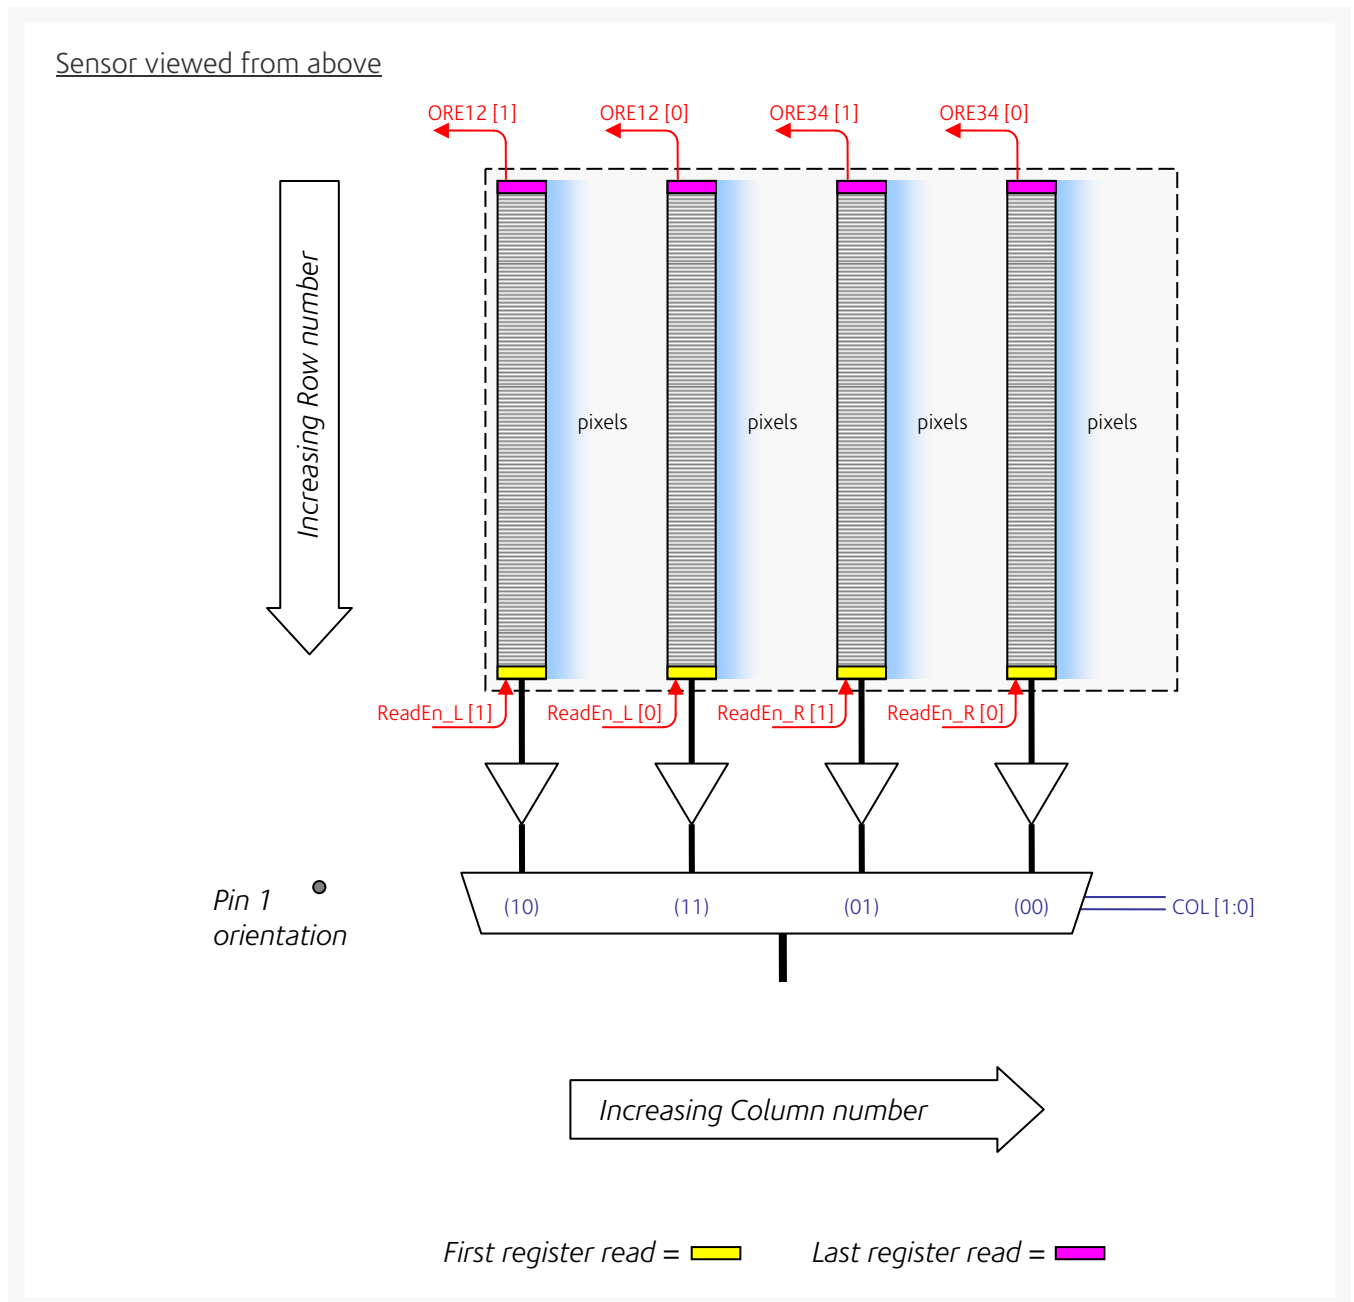 Sensor viewed from above
ORE12 [1]
ORE12 [0]
ORE34 [1]
ORE34 [0]
Increasing Row number
pixels
pixels
pixels
pixels
ReadEn_L [1]
ReadEn_L [0]
ReadEn_R [1]
ReadEn_R [0]
Pin 1
orientation
(10)
(11)
(01)
(00)
COL [1:0]
Increasing Column number
First register read =
Last register read =